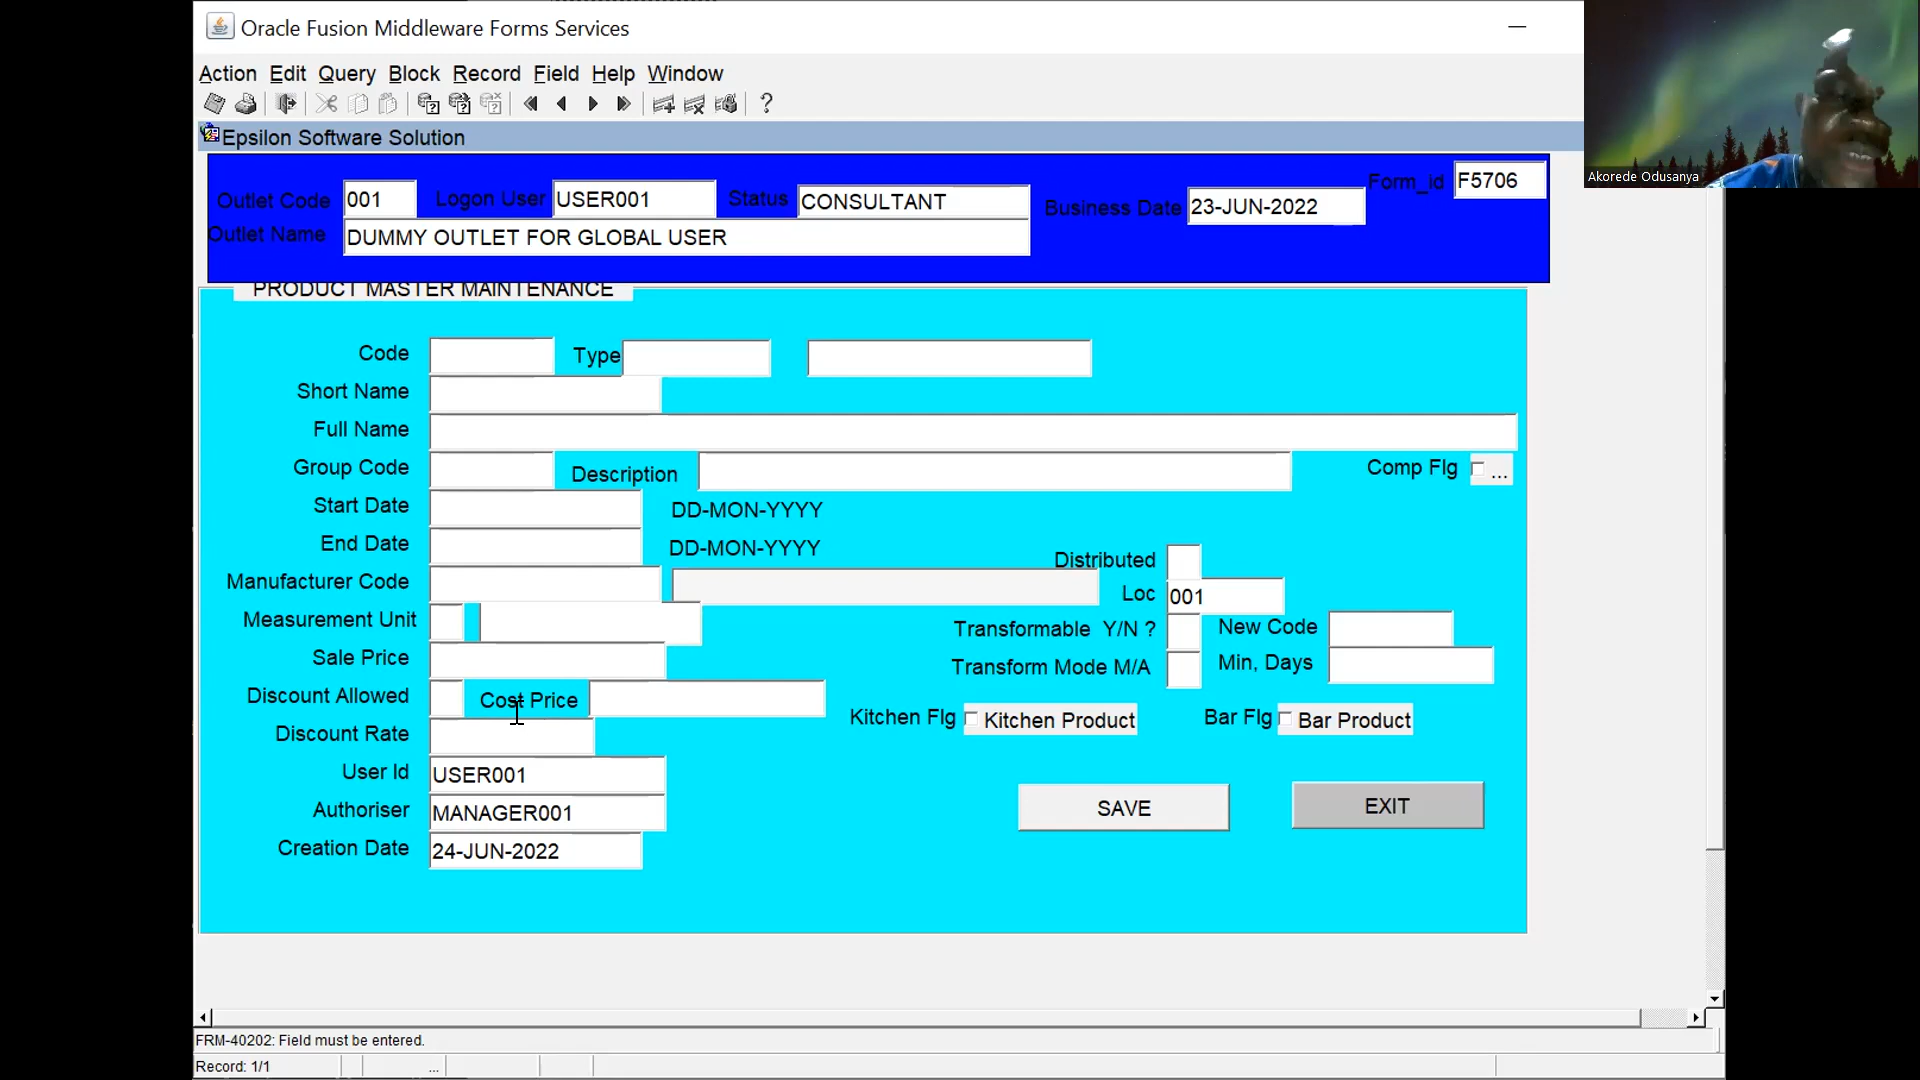 Oracle Fusion Middleware Forms Services
Action Edit Query Block Record Field Help Window
Epsilon Software Solution
Outlet Code 001 Logon User USER001 Status CONSULTANT Business Date 23-JUN-2022 Form_id F5706
Outlet Name DUMMY OUTLET FOR GLOBAL USER
Akorede Odusanya
PRODUCT MASTER MAINTENANCE
Code Type
Short Name
Full Name
Group Code Description Comp Flg ...
Start Date DD-MON-YYYY
End Date DD-MON-YYYY
Distributed
Manufacturer Code Loc 001
Measurement Unit Transformable Y/N ? New Code
Sale Price Transform Mode M/A Min, Days
Discount Allowed Cost Price Kitchen Flg Kitchen Product Bar Flg Bar Product
Discount Rate
User Id USER001
Authoriser MANAGER001 SAVE EXIT
Creation Date 24-JUN-2022
FRM-40202: Field must be entered.
Record: 1/1 ...